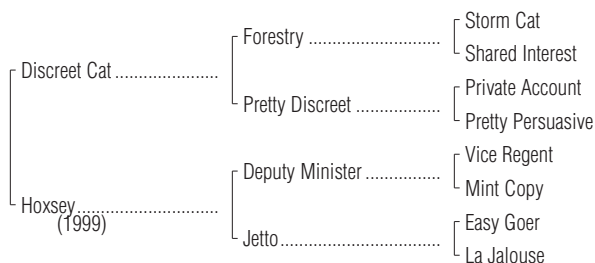 Storm Cat
Forestry
Shared Interest
Discreet Cat
Private Account
Pretty Discreet
Pretty Persuasive
Vice Regent
Deputy Minister
Mint Copy
Hoxsey
(1999)
Easy Goer
Jetto
La Jalouse